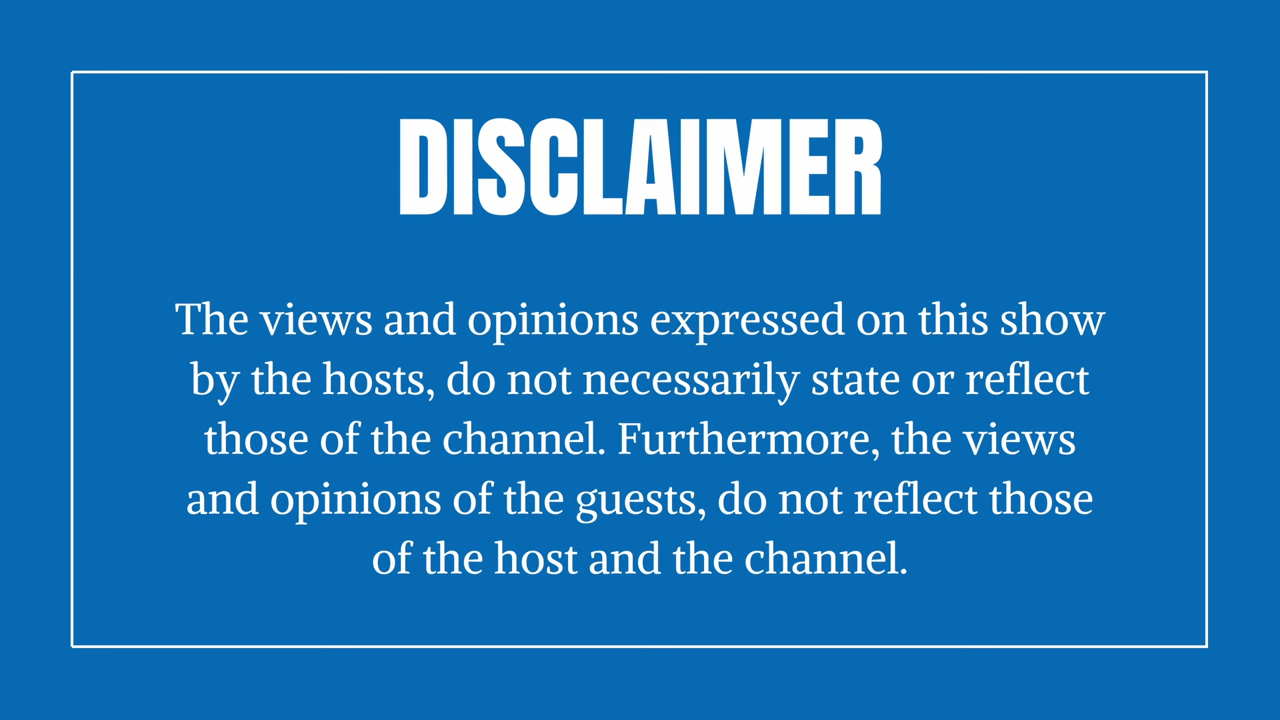 DISCLAIMER
The views and opinions expressed on this show
by the hosts, do not necessarily state or reflect
those of the channel. Furthermore, the views
and opinions of the guests, do not reflect those
of the host and the channel.